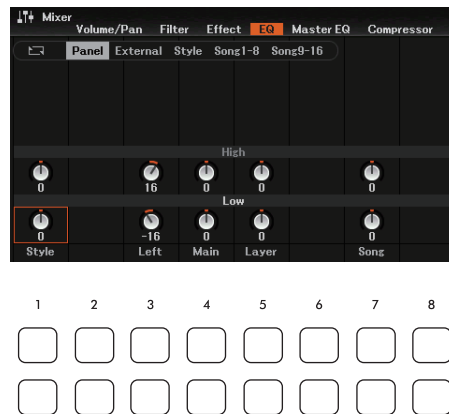 Mixer
Volume/Pan Filter Effect EQ Master EQ Compressor
Panel External Style Song1-8 Song9-16
High
0 16 0 0 0
Low
0 -16 0 0 0
Style Left Main Layer Song
1 2 3 4 5 6 7 8